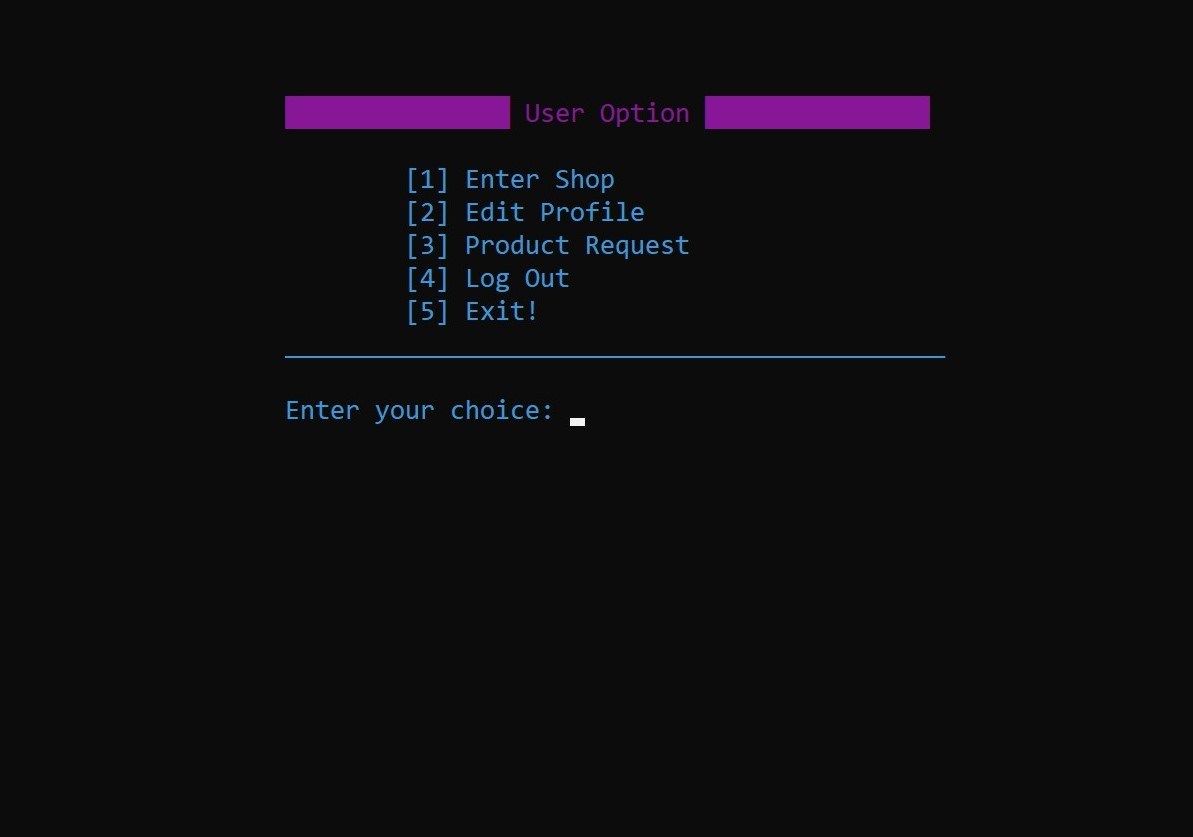 User Option
[1] Enter Shop
[2] Edit Profile
[3] Product Request
[4] Log Out
[5] Exit!
Enter your choice: